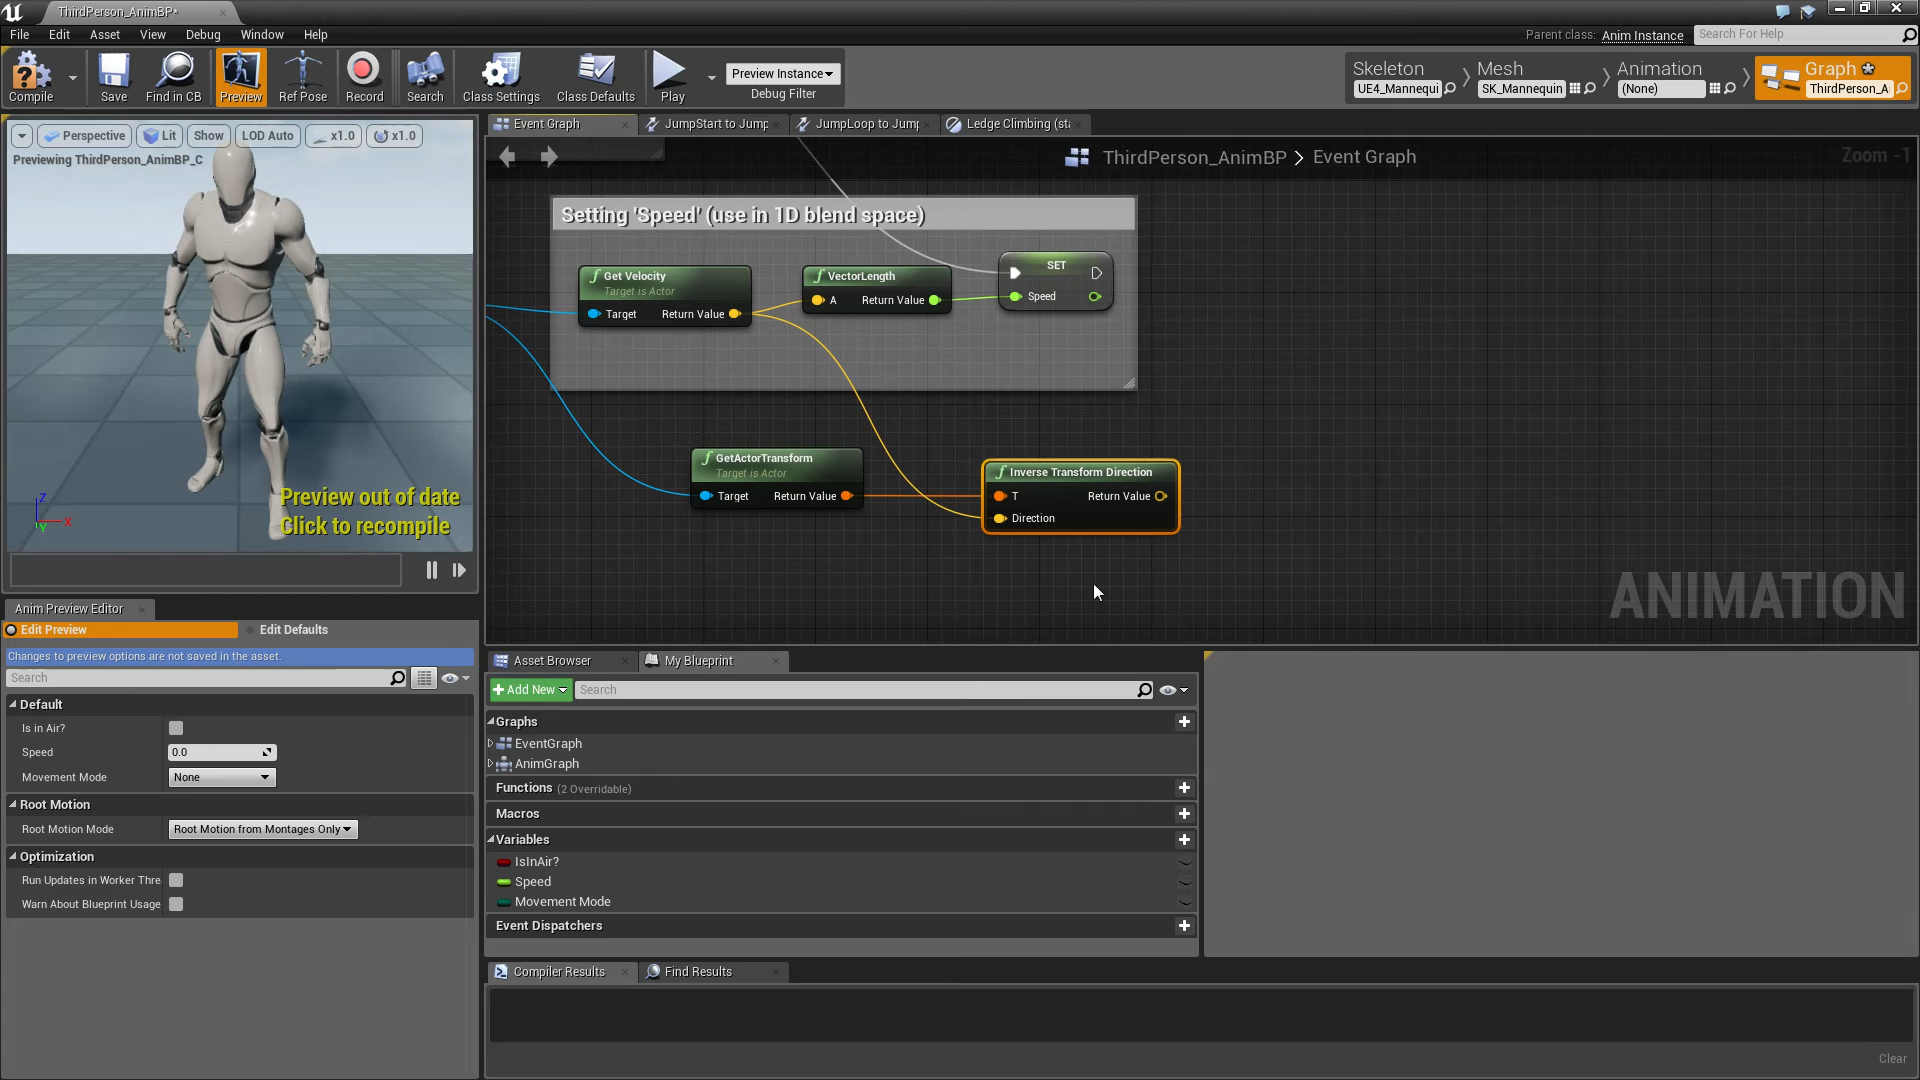 ThirdPerson_AnimBP*
File Edit Asset View Debug Window Help
Parent class: Anim Instance
Search For Help
Compile
Save
Find in CB
Preview
Ref Pose
Record
Search
Class Settings
Class Defaults
Play
Preview Instance
Debug Filter
Skeleton
UE4_Mannequi
Mesh
SK_Mannequin
Animation
(None)
Graph
ThirdPerson_A
Perspective Lit Show LOD Auto x1.0 x1.0
Previewing ThirdPerson_AnimBP_C
Preview out of date
Click to recompile
Z
X
Y
Event Graph
JumpStart to Jump
JumpLoop to Jump
Ledge Climbing (sta
ThirdPerson_AnimBP > Event Graph
Zoom -1
Setting 'Speed' (use in 1D blend space)
Get Velocity
Target is Actor
Target Return Value
VectorLength
A Return Value
SET
Speed
GetActorTransform
Target is Actor
Target Return Value
Inverse Transform Direction
T Return Value
Direction
ANIMATION
Anim Preview Editor
Edit Preview Edit Defaults
Changes to preview options are not saved in the asset.
Search
Default
Is in Air?
Speed 0.0
Movement Mode None
Root Motion
Root Motion Mode Root Motion from Montages Only
Optimization
Run Updates in Worker Thre
Warn About Blueprint Usage
Asset Browser My Blueprint
Add New Search
Graphs
EventGraph
AnimGraph
Functions (2 Overridable)
Macros
Variables
IsInAir?
Speed
Movement Mode
Event Dispatchers
Compiler Results Find Results
Clear